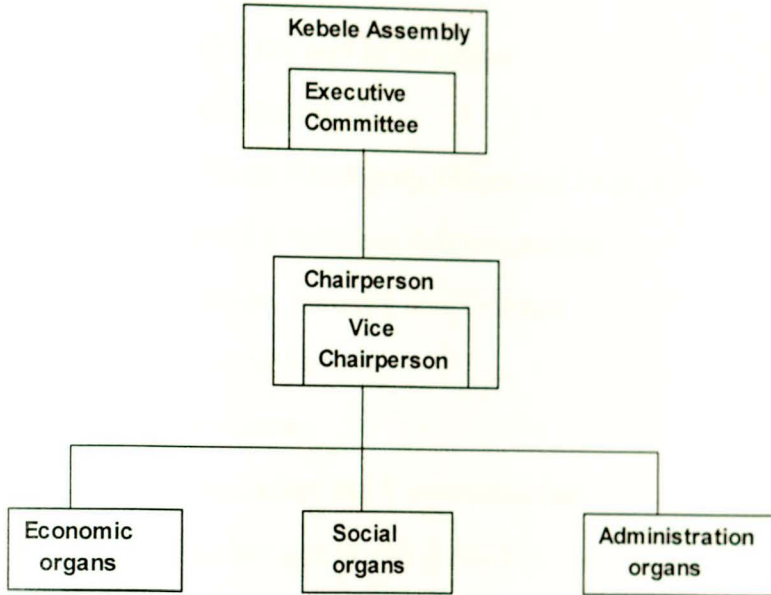 Kebele Assembly
Executive
Committee
Chairperson
Vice
Chairperson
Economic
organs
Social
organs
Administration
organs